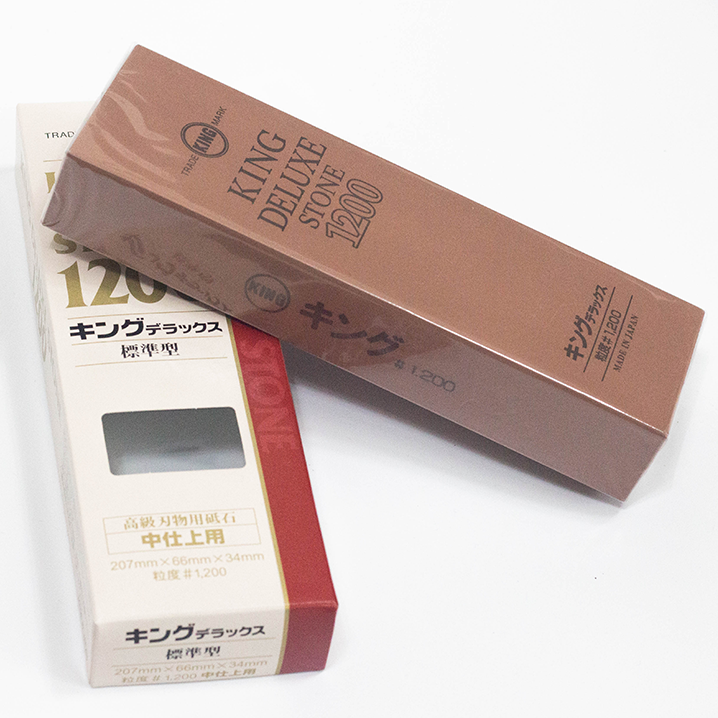 TRADE
1200
キングデラックス
標準型
STONE
高級刃物用砥石
中仕上用
207mm×66mm×34mm
粒度#1,200
キングデラックス
標準型
207mm×66mm×34mm
粒度#1,200 中仕上用
TRADE KING MARK
KING
DELUXE
STONE
1200
KING キング #1.200
キングデラックス
粒度#1,200
MADE IN JAPAN